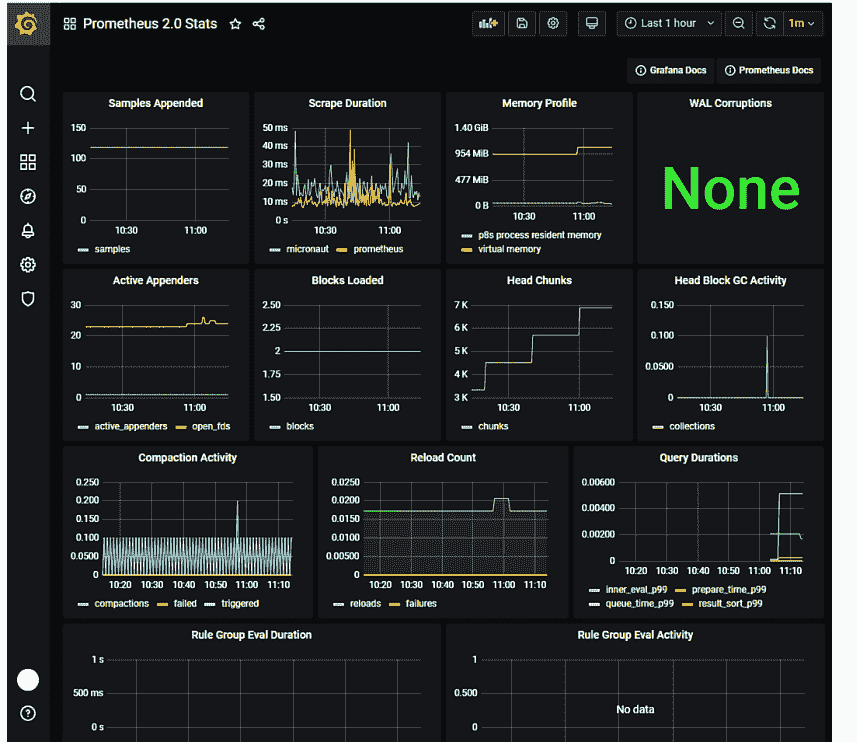 Prometheus 2.0 Stats
Last 1 hour
1m
Grafana Docs
Prometheus Docs
Samples Appended
150
100
50
0
10:30 11:00
samples
Scrape Duration
50 ms
40 ms
30 ms
20 ms
10 ms
0 s
10:30 11:00
micronaut prometheus
Memory Profile
1.40 GiB
954 MiB
477 MiB
0 B
10:30 11:00
p8s process resident memory
virtual memory
WAL Corruptions
None
Active Appenders
30
20
10
0
10:30 11:00
active_appenders open_fds
Blocks Loaded
2.50
2.25
2
1.75
1.50
10:30 11:00
blocks
Head Chunks
7 K
6 K
5 K
4 K
3 K
10:30 11:00
chunks
Head Block GC Activity
0.150
0.100
0.0500
0
10:30 11:00
collections
Compaction Activity
0.250
0.200
0.150
0.100
0.0500
0
10:20 10:30 10:40 10:50 11:00 11:10
compactions failed triggered
Reload Count
0.0250
0.0200
0.0150
0.0100
0.00500
0
10:20 10:30 10:40 10:50 11:00 11:10
reloads failures
Query Durations
0.00600
0.00400
0.00200
0
10:20 10:30 10:40 10:50 11:00 11:10
inner_eval_p99 prepare_time_p99
queue_time_p99 result_sort_p99
Rule Group Eval Duration
1 s
500 ms
0 s
Rule Group Eval Activity
1
0.500
0
No data